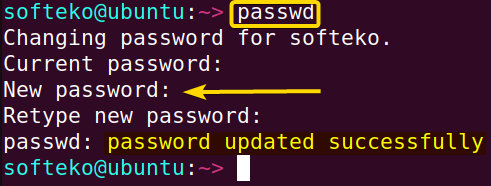 softeko@ubuntu:~> passwd
Changing password for softeko.
Current password:
New password:
Retype new password:
passwd: password updated successfully
softeko@ubuntu:~>